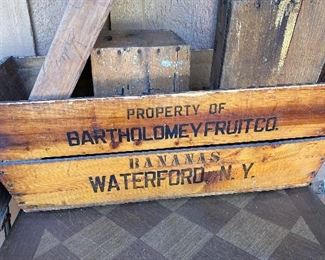 PROPERTY OF
BARTHOLOMEY FRUIT CO.
BANANAS
WATERFORD, N.Y.